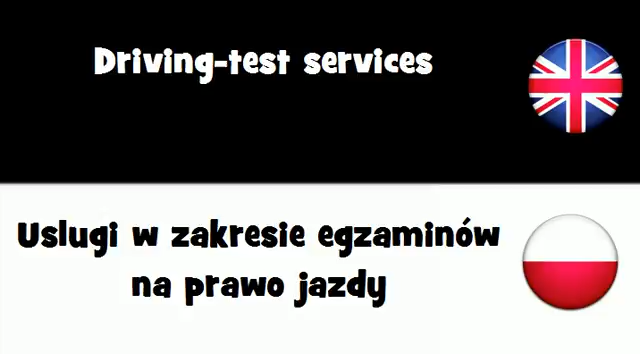 Driving-test services
Uslugi w zakresie egzaminów
na prawo jazdy